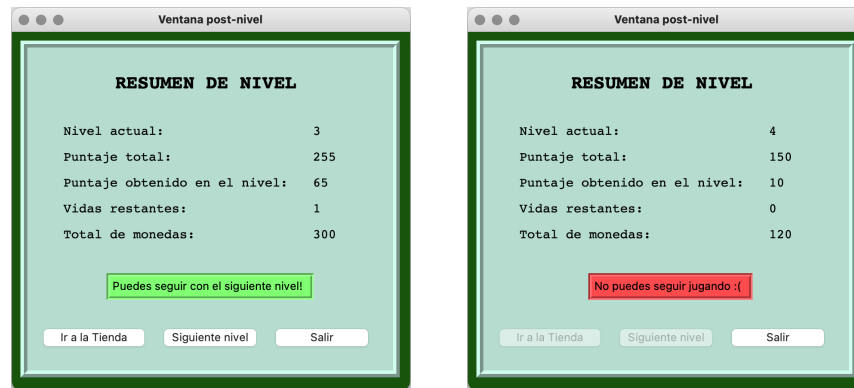 Ventana post-nivel
RESUMEN DE NIVEL
Nivel actual: 3
Puntaje total: 255
Puntaje obtenido en el nivel: 65
Vidas restantes: 1
Total de monedas: 300
Puedes seguir con el siguiente nivel!
Ir a la Tienda Siguiente nivel Salir
Ventana post-nivel
RESUMEN DE NIVEL
Nivel actual: 4
Puntaje total: 150
Puntaje obtenido en el nivel: 10
Vidas restantes: 0
Total de monedas: 120
No puedes seguir jugando :(
Ir a la Tienda Siguiente nivel Salir